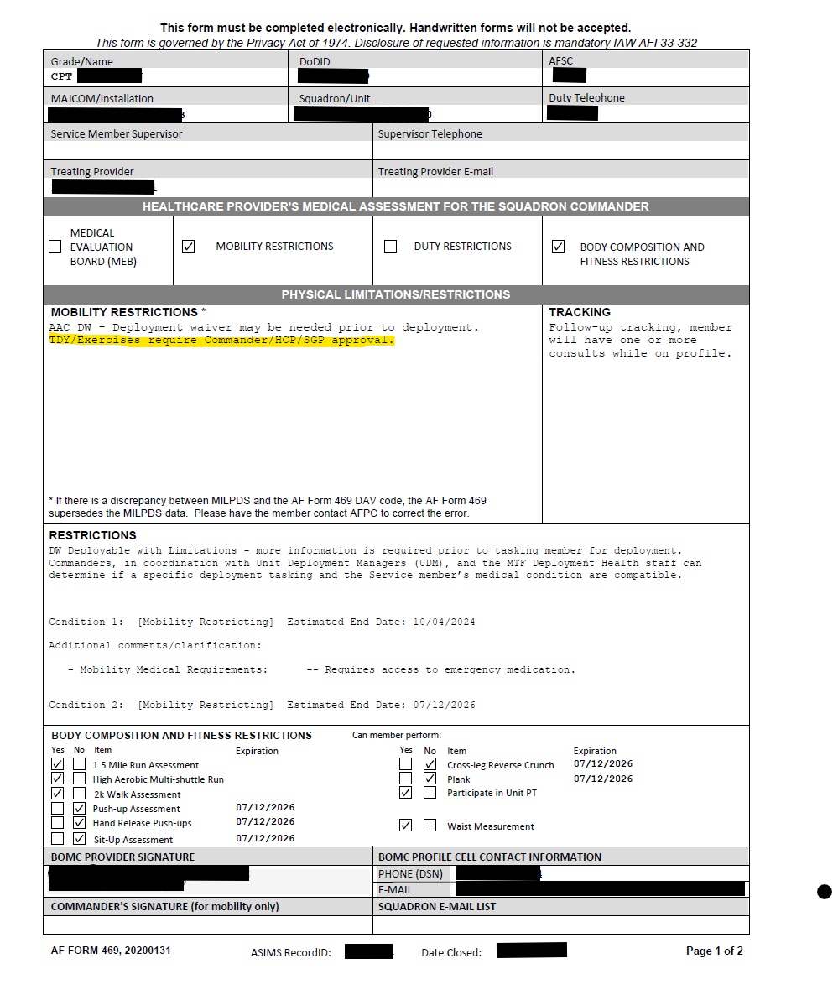 This form must be completed electronically. Handwritten forms will not be accepted.
This form is governed by the Privacy Act of 1974. Disclosure of requested information is mandatory IAW AFI 33-332
Grade/Name
DoDID
AFSC
CPT
MAJCOM/Installation
Squadron/Unit
Duty Telephone
Service Member Supervisor
Supervisor Telephone
Treating Provider
Treating Provider E-mail
HEALTHCARE PROVIDER'S MEDICAL ASSESSMENT FOR THE SQUADRON COMMANDER
MEDICAL
EVALUATION
BOARD (MEB)
MOBILITY RESTRICTIONS
DUTY RESTRICTIONS
BODY COMPOSITION AND
FITNESS RESTRICTIONS
PHYSICAL LIMITATIONS/RESTRICTIONS
MOBILITY RESTRICTIONS *
AAC DW - Deployment waiver may be needed prior to deployment.
TDY/Exercises require Commander/HCP/SGP approval.
TRACKING
Follow-up tracking, member
will have one or more
consults while on profile.
* If there is a discrepancy between MILPDS and the AF Form 469 DAV code, the AF Form 469
supersedes the MILPDS data. Please have the member contact AFPC to correct the error.
RESTRICTIONS
DW Deployable with Limitations - more information is required prior to tasking member for deployment.
Commanders, in coordination with Unit Deployment Managers (UDM), and the MTF Deployment Health staff can
determine if a specific deployment tasking and the Service member's medical condition are compatible.
Condition 1: [Mobility Restricting] Estimated End Date: 10/04/2024
Additional comments/clarification:
- Mobility Medical Requirements: -- Requires access to emergency medication.
Condition 2: [Mobility Restricting] Estimated End Date: 07/12/2026
BODY COMPOSITION AND FITNESS RESTRICTIONS Can member perform:
Yes No Item Expiration
1.5 Mile Run Assessment
High Aerobic Multi-shuttle Run
2k Walk Assessment
Push-up Assessment 07/12/2026
Hand Release Push-ups 07/12/2026
Sit-Up Assessment 07/12/2026
Yes No Item Expiration
Cross-leg Reverse Crunch 07/12/2026
Plank 07/12/2026
Participate in Unit PT
Waist Measurement
BOMC PROVIDER SIGNATURE
BOMC PROFILE CELL CONTACT INFORMATION
PHONE (DSN)
E-MAIL
COMMANDER'S SIGNATURE (for mobility only)
SQUADRON E-MAIL LIST
AF FORM 469, 20200131
ASIMS RecordID:
Date Closed:
Page 1 of 2